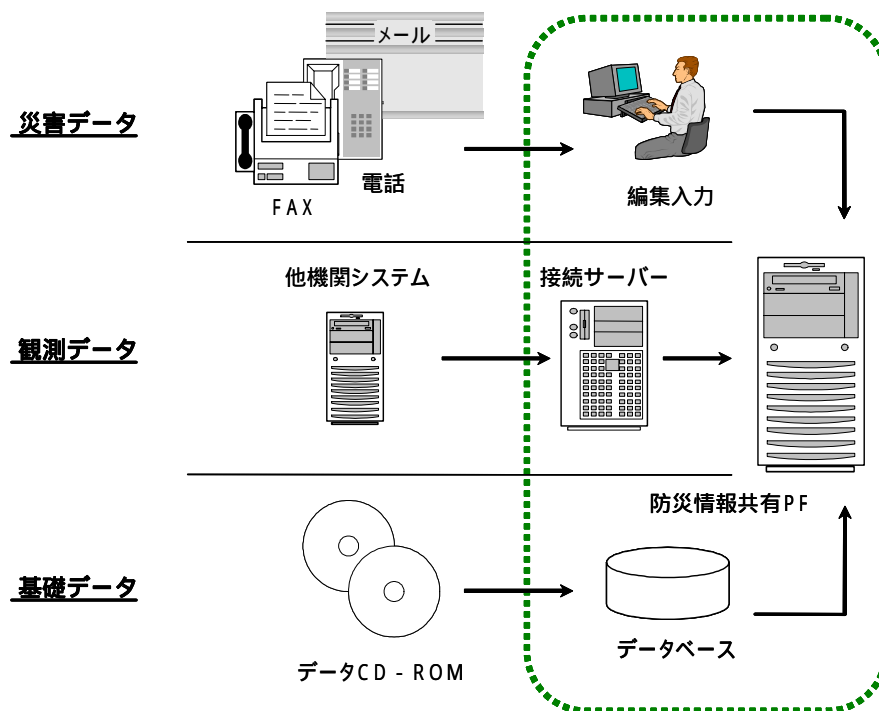 メール
災害データ
電話
FAX
編集入力
他機関システム
接続サーバー
観測データ
防災情報共有PF
基礎データ
データベース
データCD-ROM